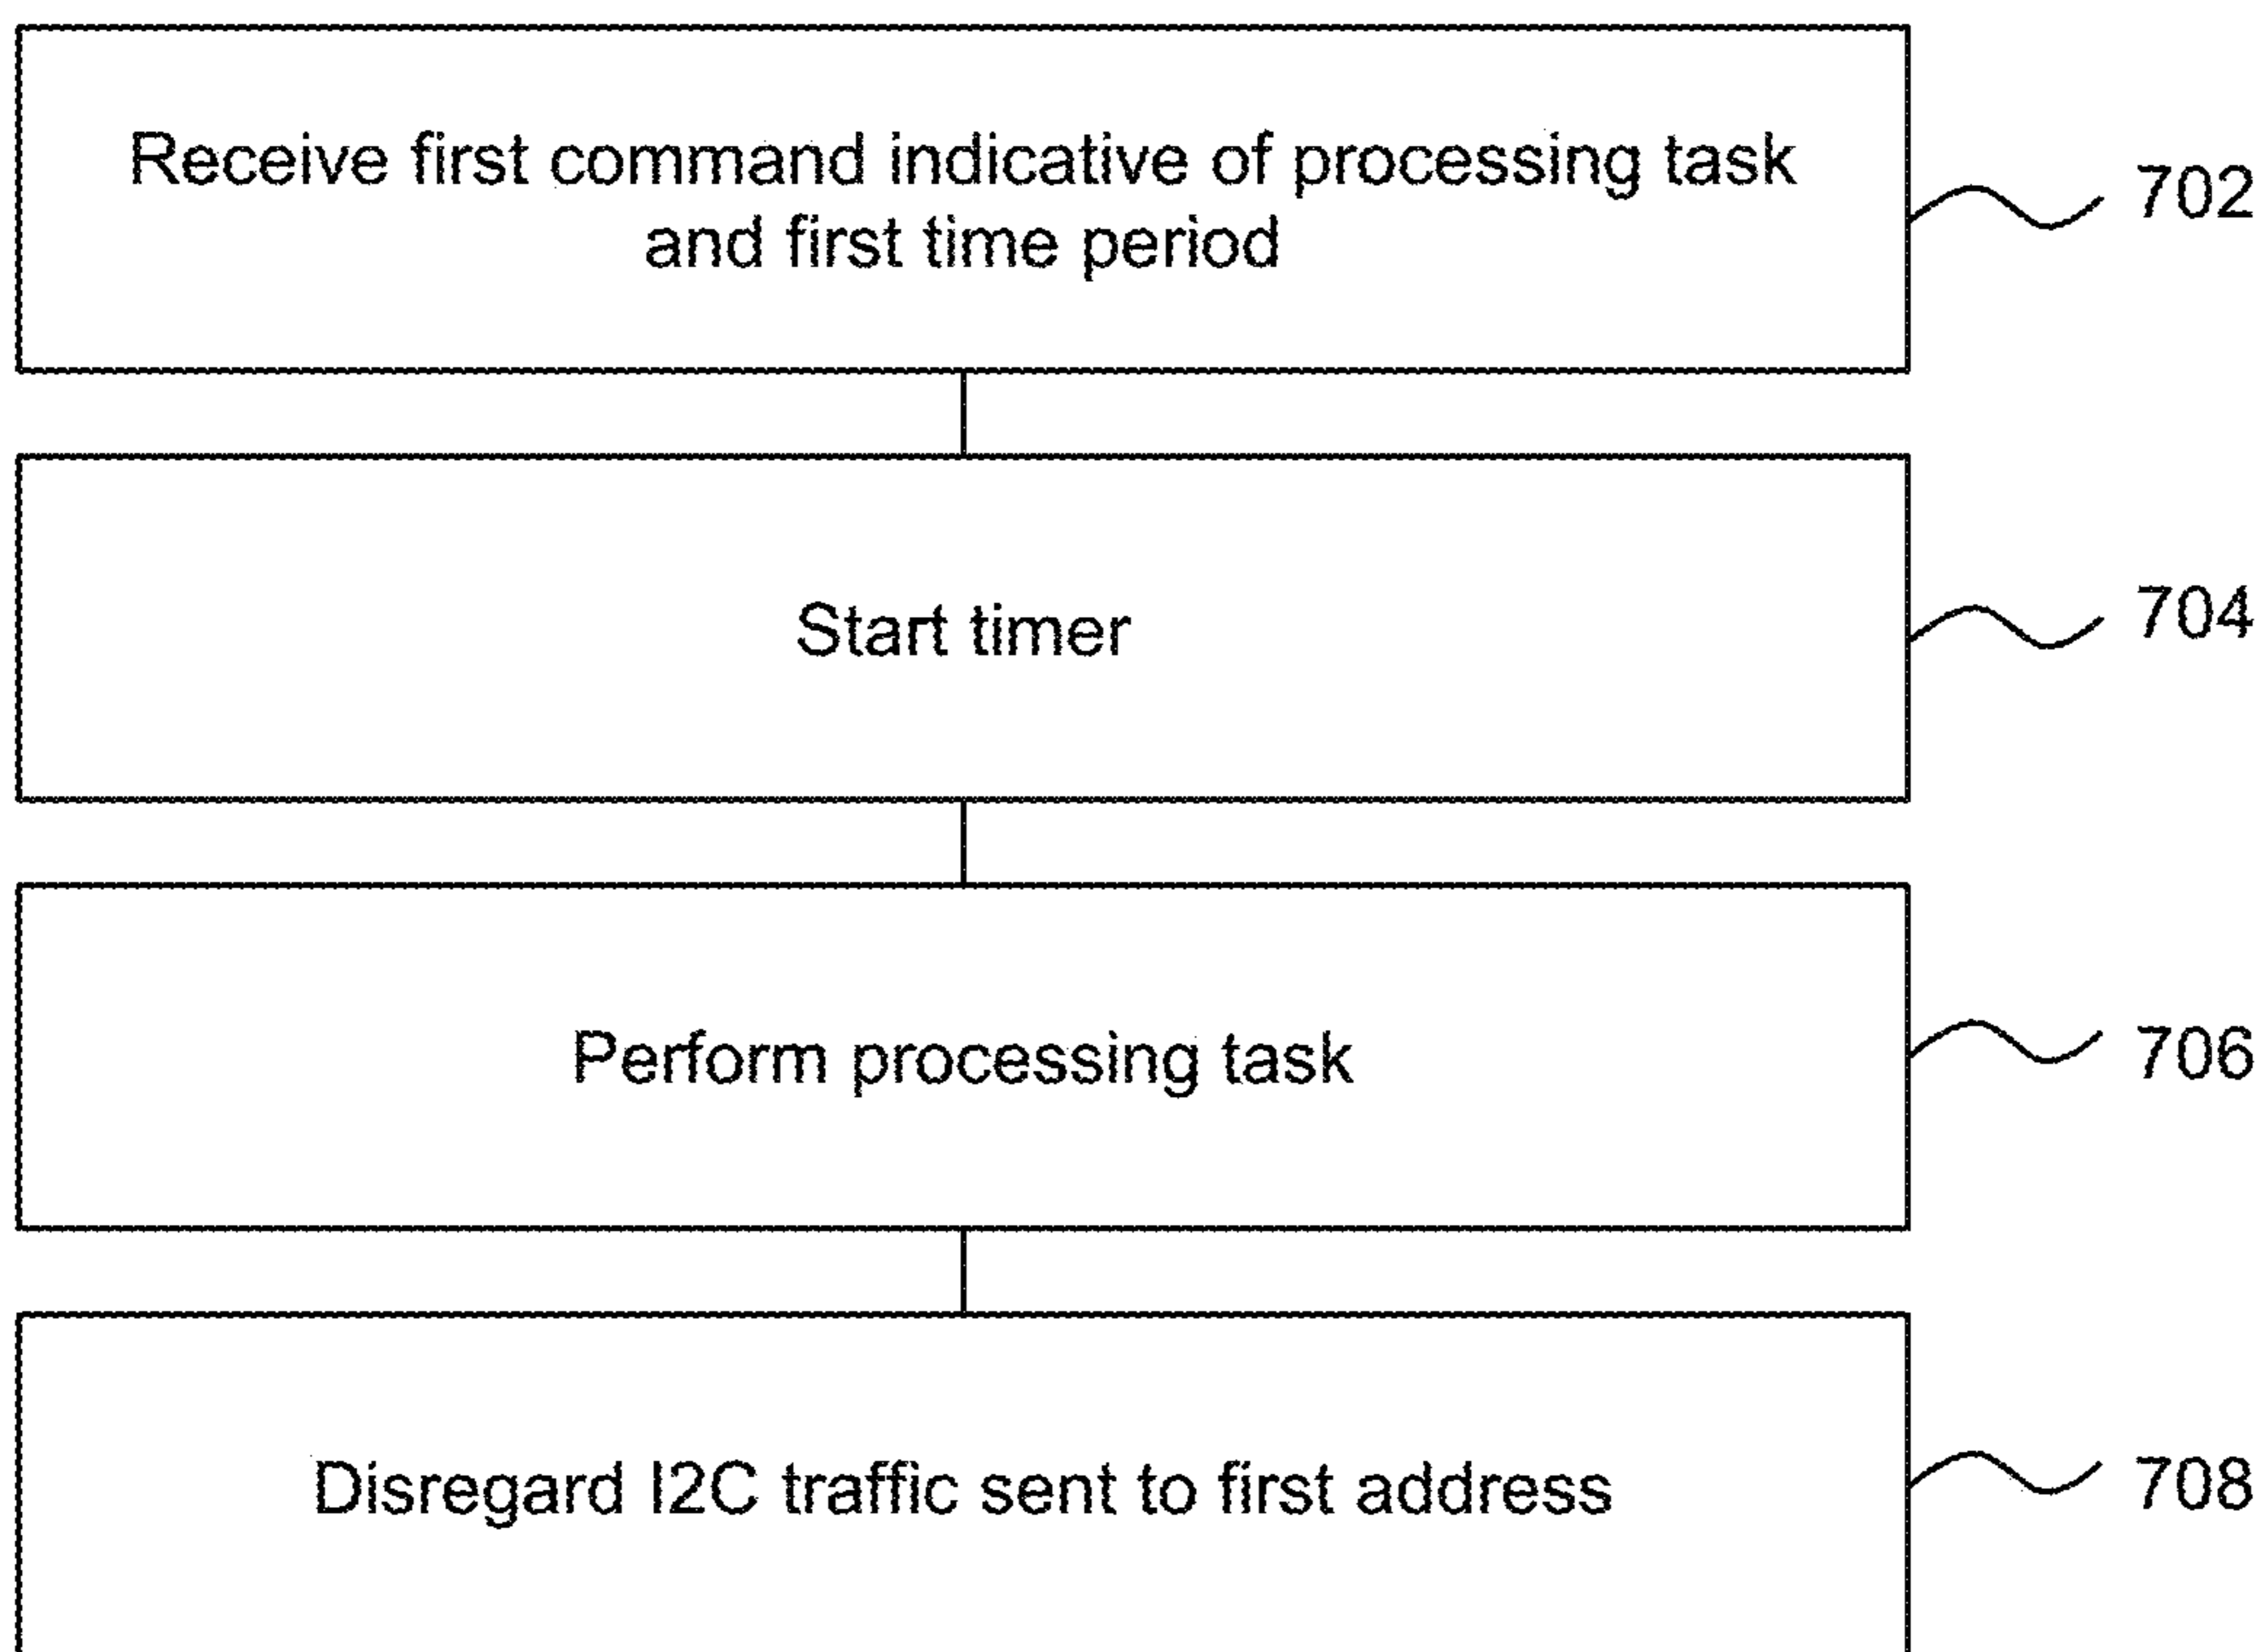 Receive first command indicative of processing task
and first time period
702
Start timer
704
Perform processing task
706
Disregard I2C traffic sent to first address
708